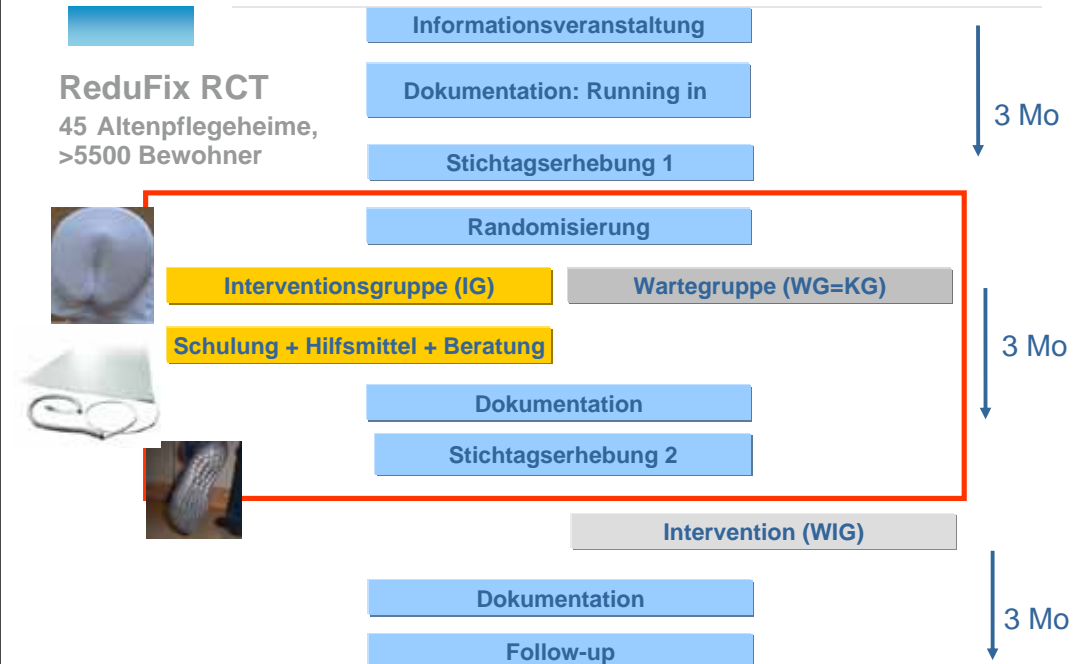 Informationsveranstaltung
ReduFix RCT
45 Altenpflegeheime,
>5500 Bewohner
Dokumentation: Running in
3 Mo
Stichtagserhebung 1
Randomisierung
Interventionsgruppe (IG)
Wartegruppe (WG=KG)
Schulung + Hilfsmittel + Beratung
3 Mo
Dokumentation
Stichtagserhebung 2
Intervention (WIG)
Dokumentation
3 Mo
Follow-up